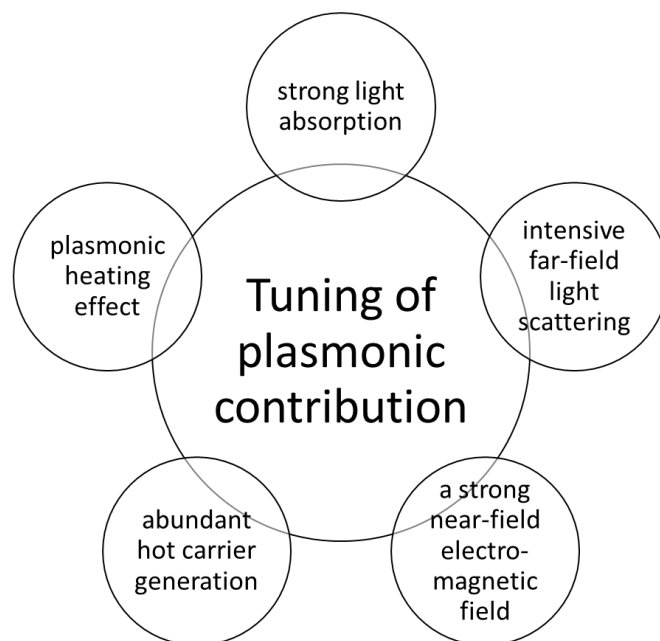 strong light
absorption
intensive
far-field
light
scattering
a strong
near-field
electro-
magnetic
field
abundant
hot carrier
generation
plasmonic
heating
effect
Tuning of
plasmonic
contribution